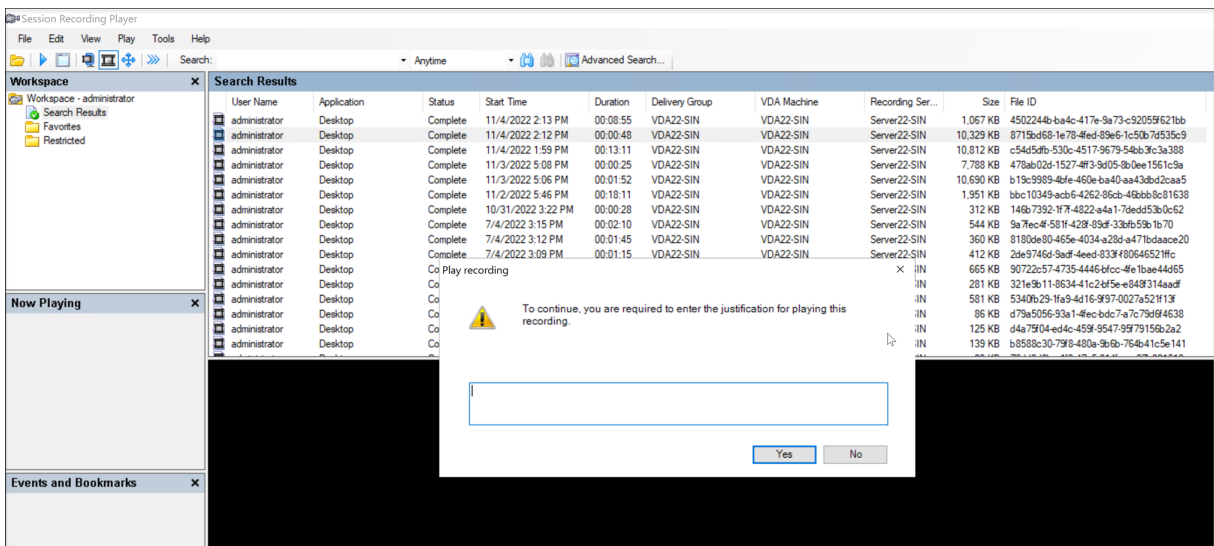 Session Recording Player
File Edit View Play Tools Help
Search: Anytime Advanced Search...
Workspace × Search Results
Workspace - administrator
Search Results
Favorites
Restricted
User Name Application Status Start Time Duration Delivery Group VDA Machine Recording Ser... Size File ID
administrator Desktop Complete 11/4/2022 2:13 PM 00:08:55 VDA22-SIN VDA22-SIN Server22-SIN 1,067 KB 4502244b-ba4c-417e-9a73-c92055f621bb
administrator Desktop Complete 11/4/2022 2:12 PM 00:00:48 VDA22-SIN VDA22-SIN Server22-SIN 10,329 KB 8715bd68-1e78-4fed-89e6-1c50b7d535c9
administrator Desktop Complete 11/4/2022 1:59 PM 00:13:11 VDA22-SIN VDA22-SIN Server22-SIN 10,812 KB c54d5dfb-530c-4517-9679-54bb3fc3a388
administrator Desktop Complete 11/3/2022 5:08 PM 00:00:25 VDA22-SIN VDA22-SIN Server22-SIN 7,788 KB 478ab02d-1527-4ff3-9d05-8b0ee1561c9a
administrator Desktop Complete 11/3/2022 5:06 PM 00:01:52 VDA22-SIN VDA22-SIN Server22-SIN 10,690 KB b19c9989-4bfe-460e-ba40-aa43dbd2caa5
administrator Desktop Complete 11/2/2022 5:46 PM 00:18:11 VDA22-SIN VDA22-SIN Server22-SIN 1,951 KB bbc10349-acb6-4262-86cb-46bbb8c81638
administrator Desktop Complete 10/31/2022 3:22 PM 00:00:28 VDA22-SIN VDA22-SIN Server22-SIN 312 KB 146b7392-1f7f-4822-a4a1-7dedd53b0c62
administrator Desktop Complete 7/4/2022 3:15 PM 00:02:10 VDA22-SIN VDA22-SIN Server22-SIN 544 KB 9a7fec4f-581f-428f-89df-33bfb59b1b70
administrator Desktop Complete 7/4/2022 3:12 PM 00:01:45 VDA22-SIN VDA22-SIN Server22-SIN 360 KB 8180de80-465e-4034-a28d-a471bdaace20
administrator Desktop Complete 7/4/2022 3:09 PM 00:01:15 VDA22-SIN VDA22-SIN Server22-SIN 412 KB 2de9746d-9adf-4eed-833f-f80646521ffc
administrator Desktop Co SIN 665 KB 90722c57-4735-4446-bfcc-4fe1bae44d65
administrator Desktop Co SIN 281 KB 321e9b11-8634-41c2-bf5e-e848f314aadf
administrator Desktop Co SIN 581 KB 5340fb29-1fa9-4d16-9f97-0027a521f13f
administrator Desktop Co SIN 86 KB d79a5056-93a1-4fec-bdc7-a7c79d6f4638
administrator Desktop Co SIN 125 KB d4a75f04-ed4c-459f-9547-95f79156b2a2
administrator Desktop Co SIN 139 KB b8588c30-79f8-480a-9b6b-764b41c5e141
Play recording
To continue, you are required to enter the justification for playing this
recording.
Yes No
Now Playing ×
Events and Bookmarks ×